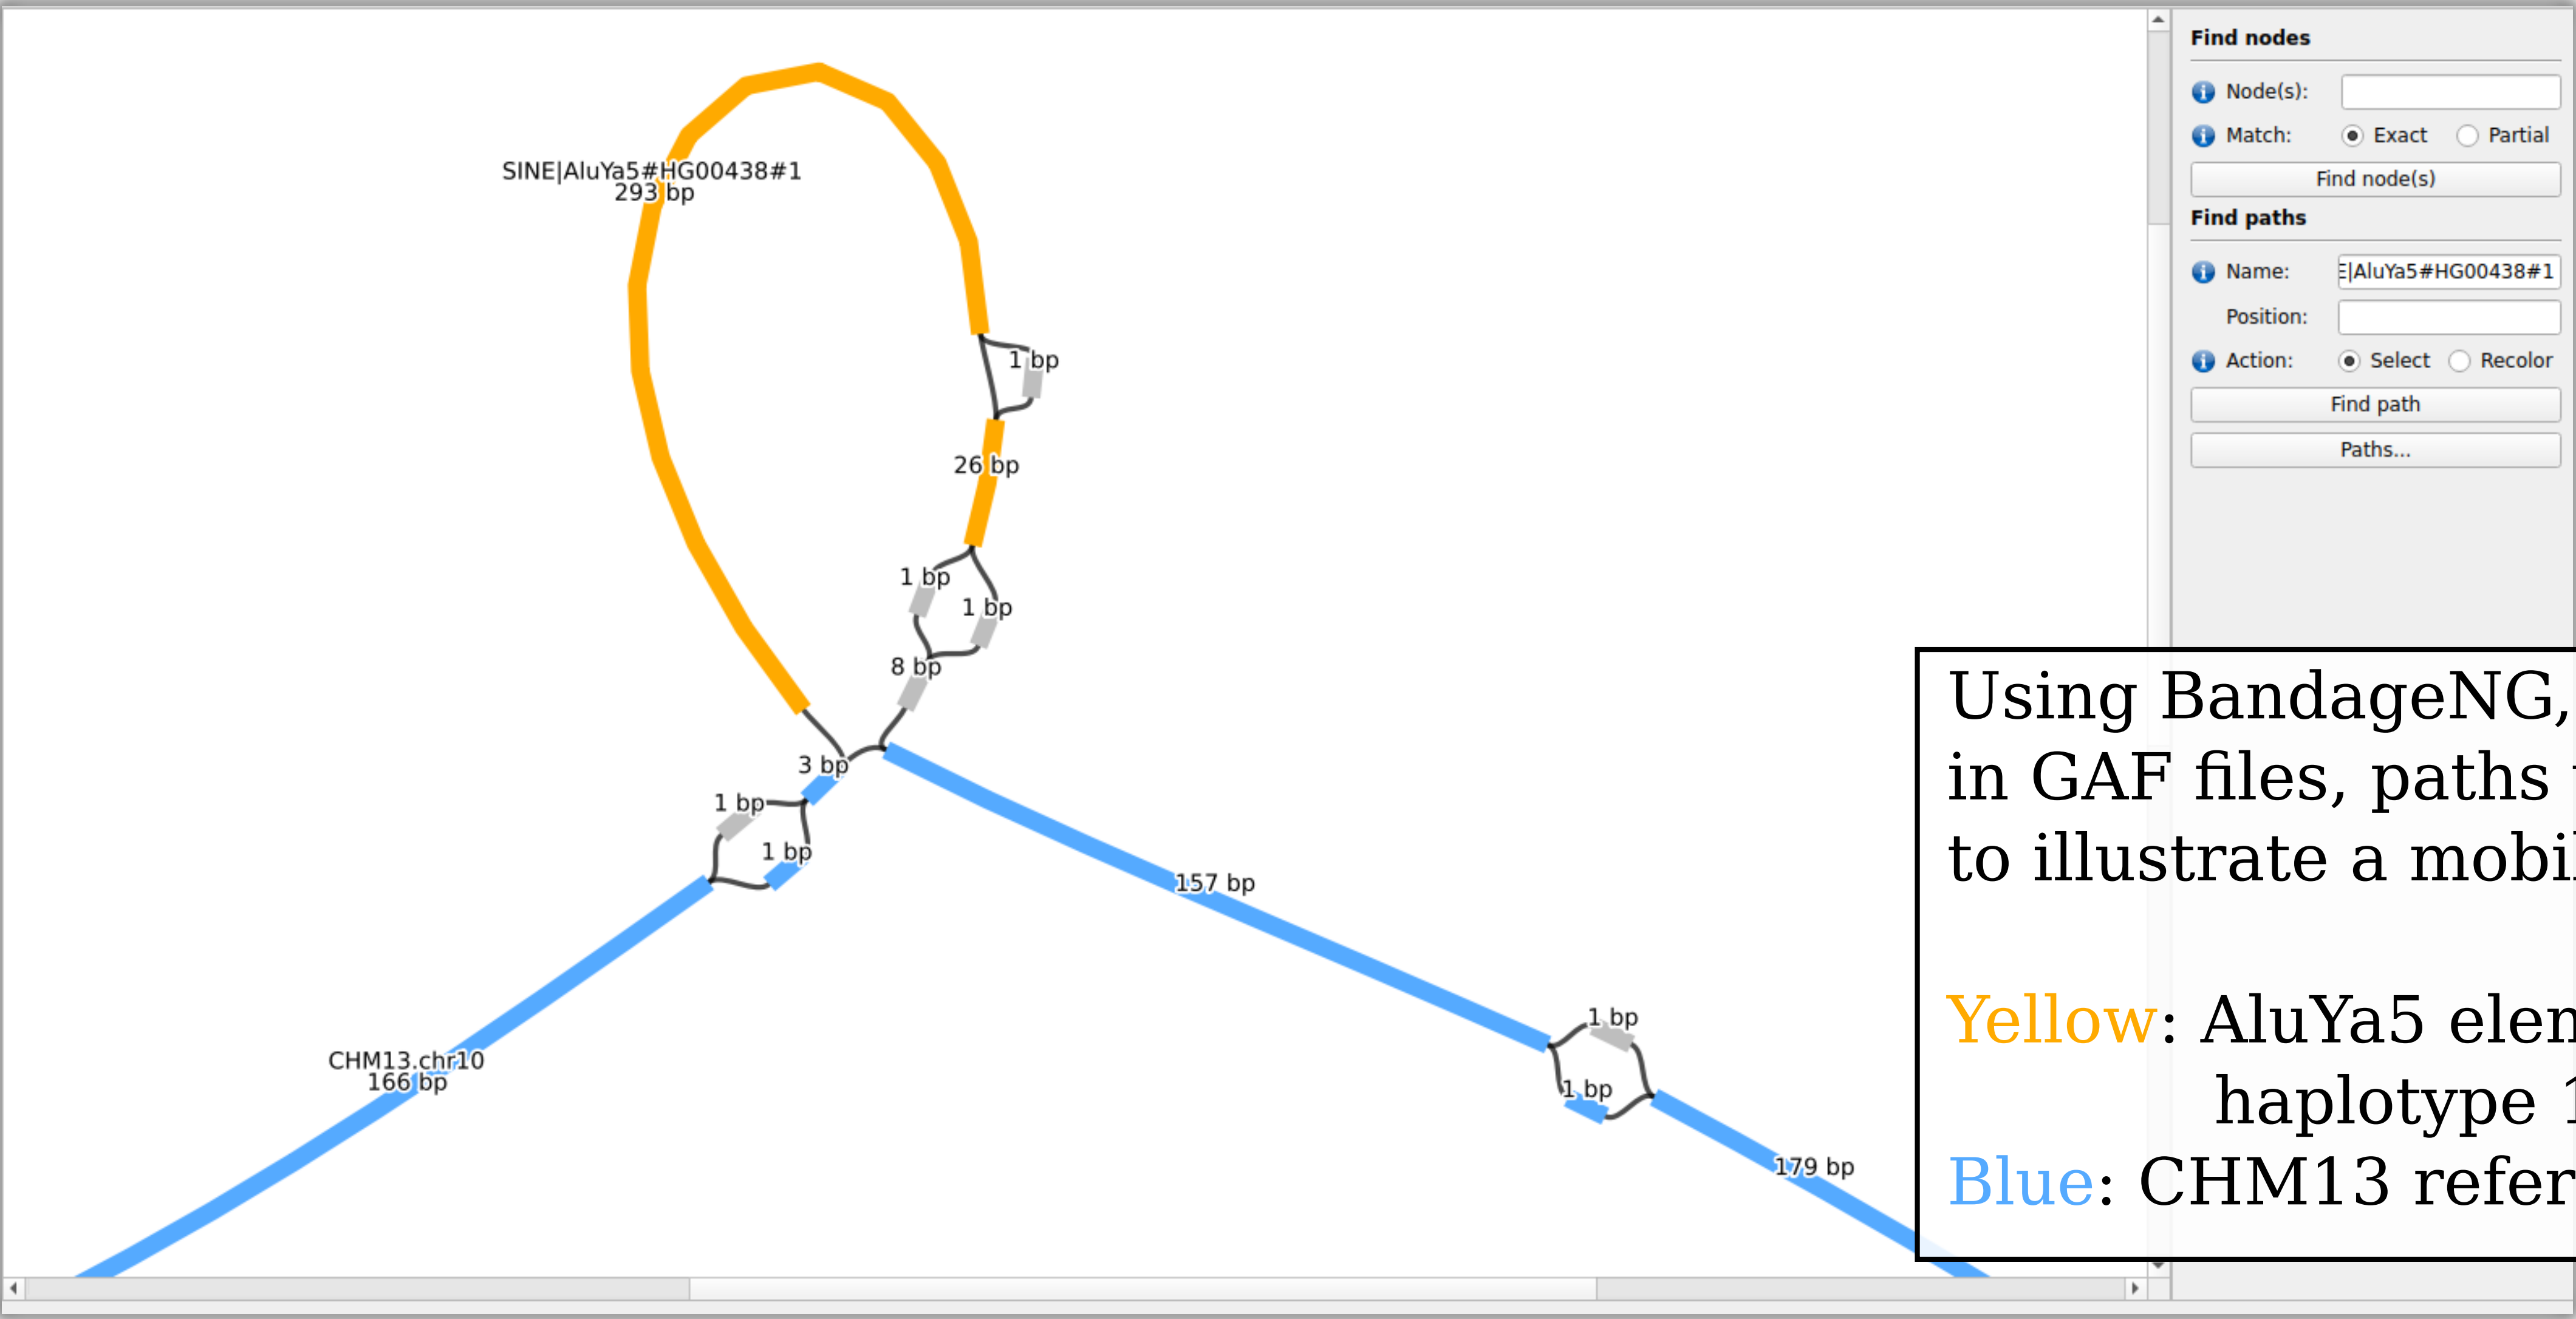 SINE|AluYa5#HG00438#1
293 bp
1 bp
26 bp
1 bp
1 bp
8 bp
3 bp
1 bp
1 bp
157 bp
CHM13.chr10
166 bp
1 bp
1 bp
179 bp
Find nodes
Node(s):
Match: Exact Partial
Find node(s)
Find paths
Name: E|AluYa5#HG00438#1
Position:
Action: Select Recolor
Find path
Paths...
Using BandageNG,
in GAF files, paths
to illustrate a mobi
Yellow: AluYa5 elem
haplotype 1
Blue: CHM13 refer